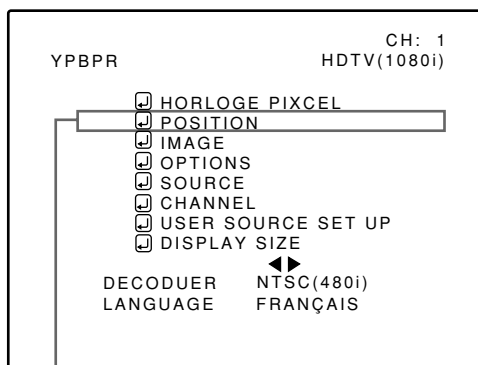 CH: 1
YPBPR HDTV(1080i)
HORLOGE PIXCEL
POSITION
IMAGE
OPTIONS
SOURCE
CHANNEL
USER SOURCE SET UP
DISPLAY SIZE
DECODUER NTSC(480i)
LANGUAGE FRANÇAIS